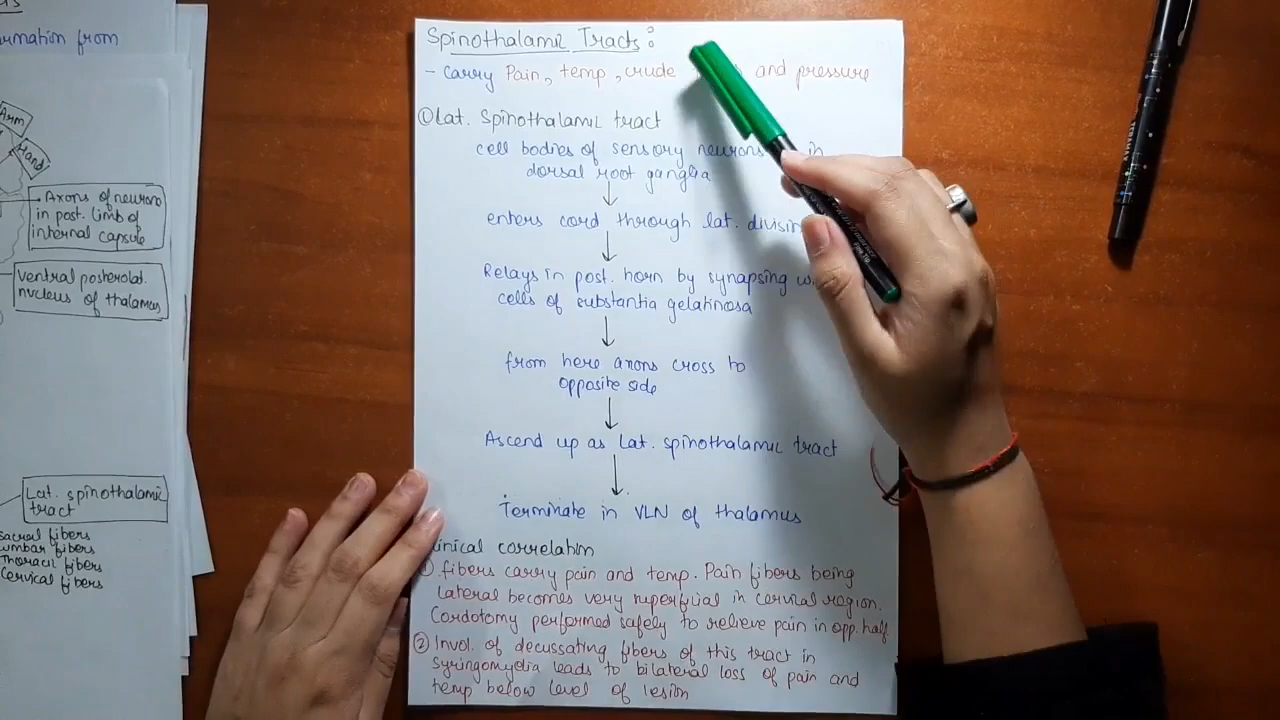 ormation from
Arm
Hand
Axons of neurons
in post. limb of
internal capsule
ventral posterolat.
nucleus of thalamus
Lat. spinothalamic
tract
sacral fibers
umbar fibers
Thoracic fibers
Cervical fibers
Spinothalamic Tracts:
- Carry Pain, temp, crude and pressure
① Lat. Spinothalamic tract
cell bodies of sensory neurons in
dorsal root ganglia
↓
enters cord through lat. divisi
↓
Relays in post. horn by synapsing w
cells of substantia gelatinosa
↓
from here axons cross to
opposite side
↓
Ascend up as Lat. spinothalamic tract
↓
Terminate in VLN of thalamus
linical correlation
① fibers carry pain and temp. Pain fibers being
lateral becomes very superficial in cervical region.
Cordotomy performed safely to relieve pain in opp. half
② Invol. of decussating fibers of this tract in
syringomyelia leads to bilateral loss of pain and
temp below level of lesion